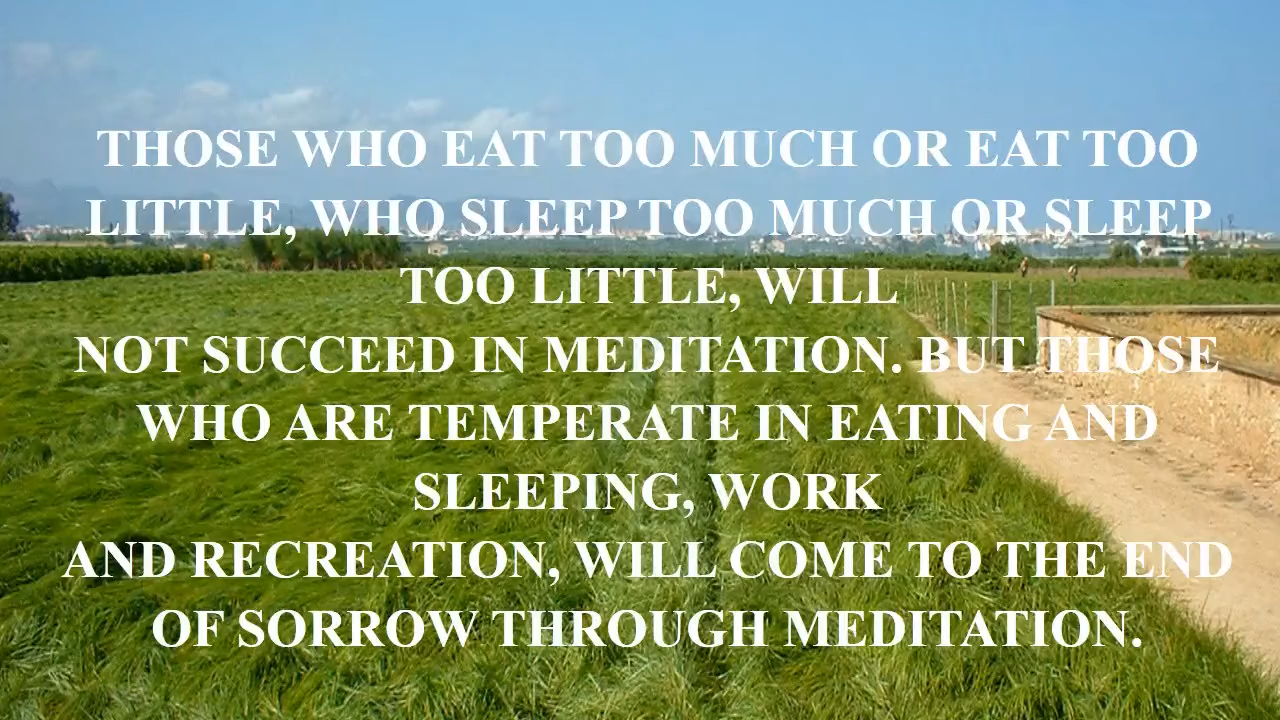 THOSE WHO EAT TOO MUCH OR EAT TOO
LITTLE, WHO SLEEP TOO MUCH OR SLEEP
TOO LITTLE, WILL
NOT SUCCEED IN MEDITATION. BUT THOSE
WHO ARE TEMPERATE IN EATING AND
SLEEPING, WORK
AND RECREATION, WILL COME TO THE END
OF SORROW THROUGH MEDITATION.